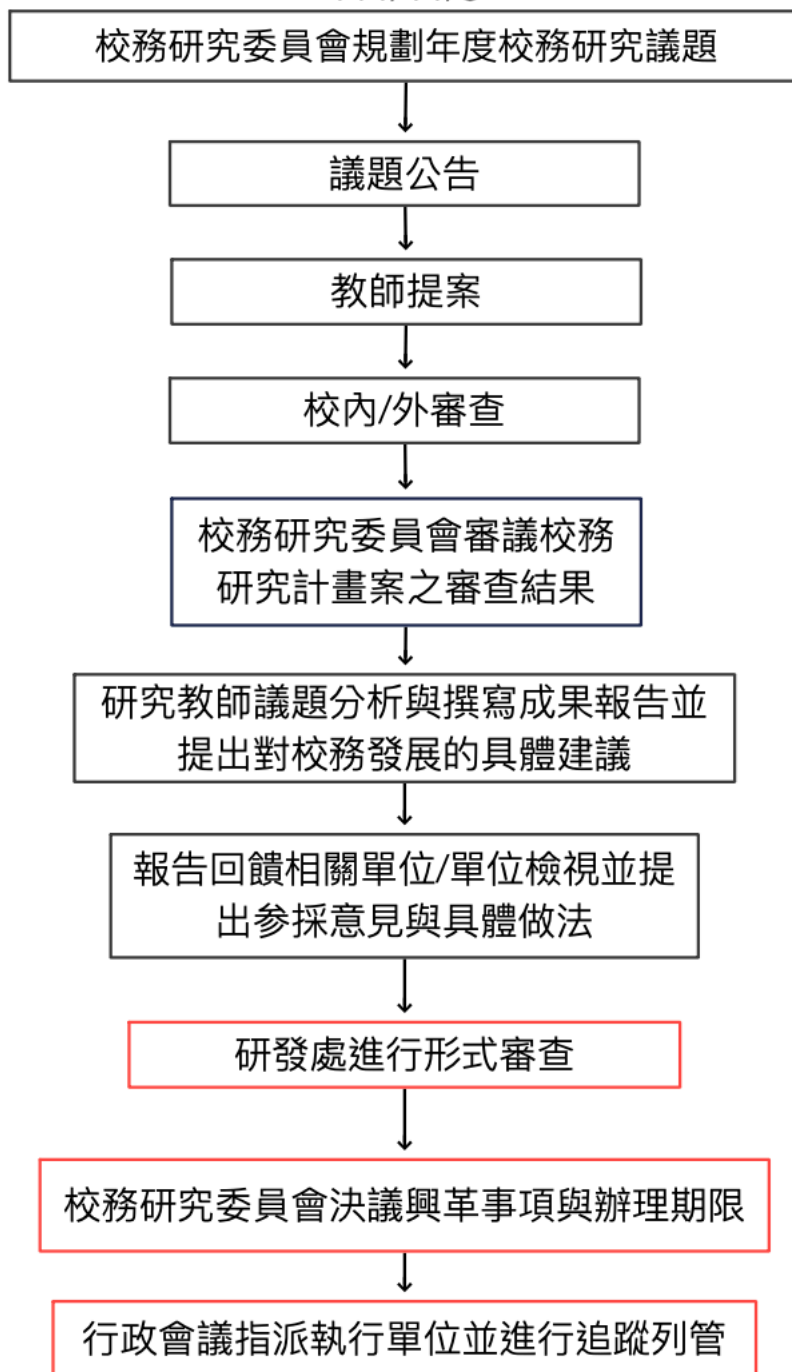 校務研究委員會規劃年度校務研究議題
議題公告
教師提案
校內/外審查
校務研究委員會審議校務
研究計畫案之審查結果
研究教師議題分析與撰寫成果報告並
提出對校務發展的具體建議
報告回饋相關單位/單位檢視並提
出参採意見與具體做法
研發處進行形式審查
校務研究委員會決議興革事項與辦理期限
行政會議指派執行單位並進行追蹤列管